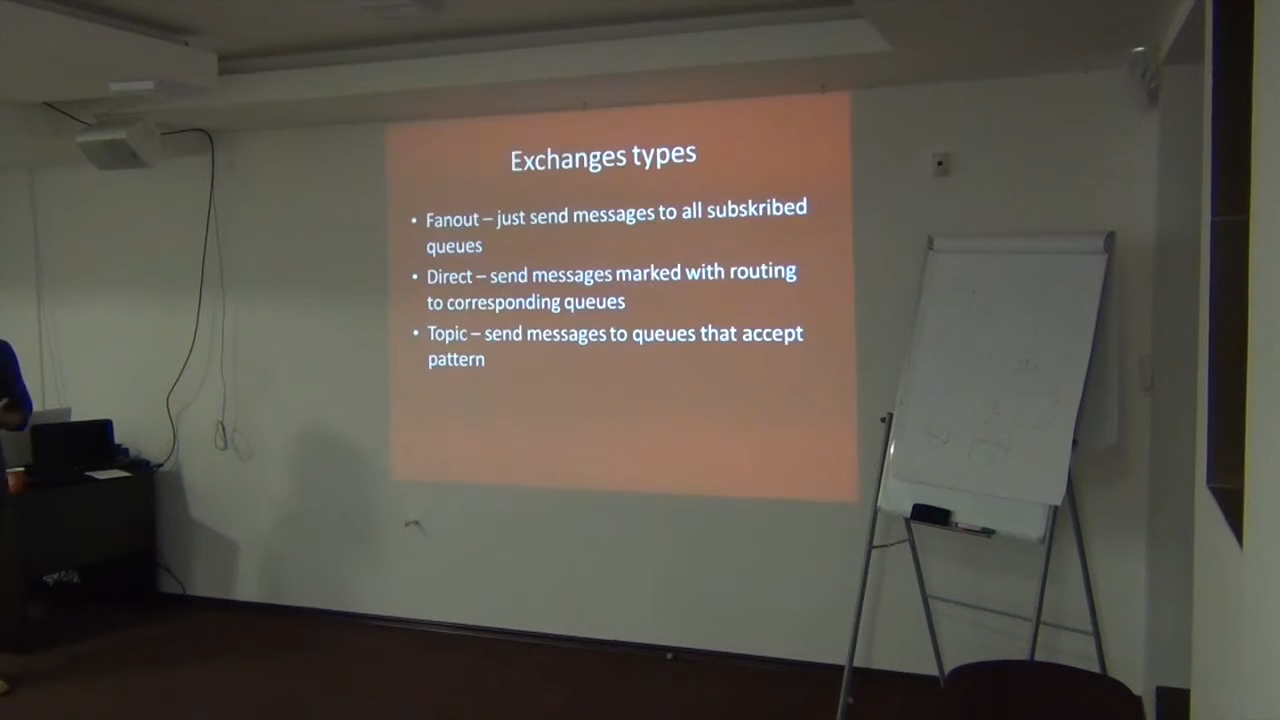 Exchanges types
• Fanout – just send messages to all subskribed
queues
• Direct – send messages marked with routing
to corresponding queues
• Topic – send messages to queues that accept
pattern